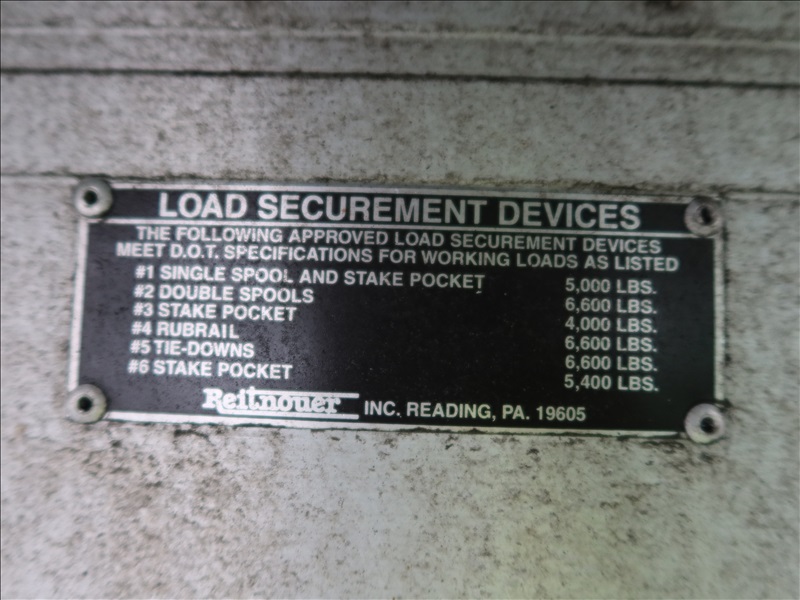 LOAD SECUREMENT DEVICES
THE FOLLOWING APPROVED LOAD SECUREMENT DEVICES
MEET D.O.T. SPECIFICATIONS FOR WORKING LOADS AS LISTED
#1 SINGLE SPOOL AND STAKE POCKET 5,000 LBS.
#2 DOUBLE SPOOLS 6,600 LBS.
#3 STAKE POCKET 4,000 LBS.
#4 RUBRAIL 6,600 LBS.
#5 TIE-DOWNS 6,600 LBS.
#6 STAKE POCKET 5,400 LBS.
Reitnouer INC. READING, PA. 19605